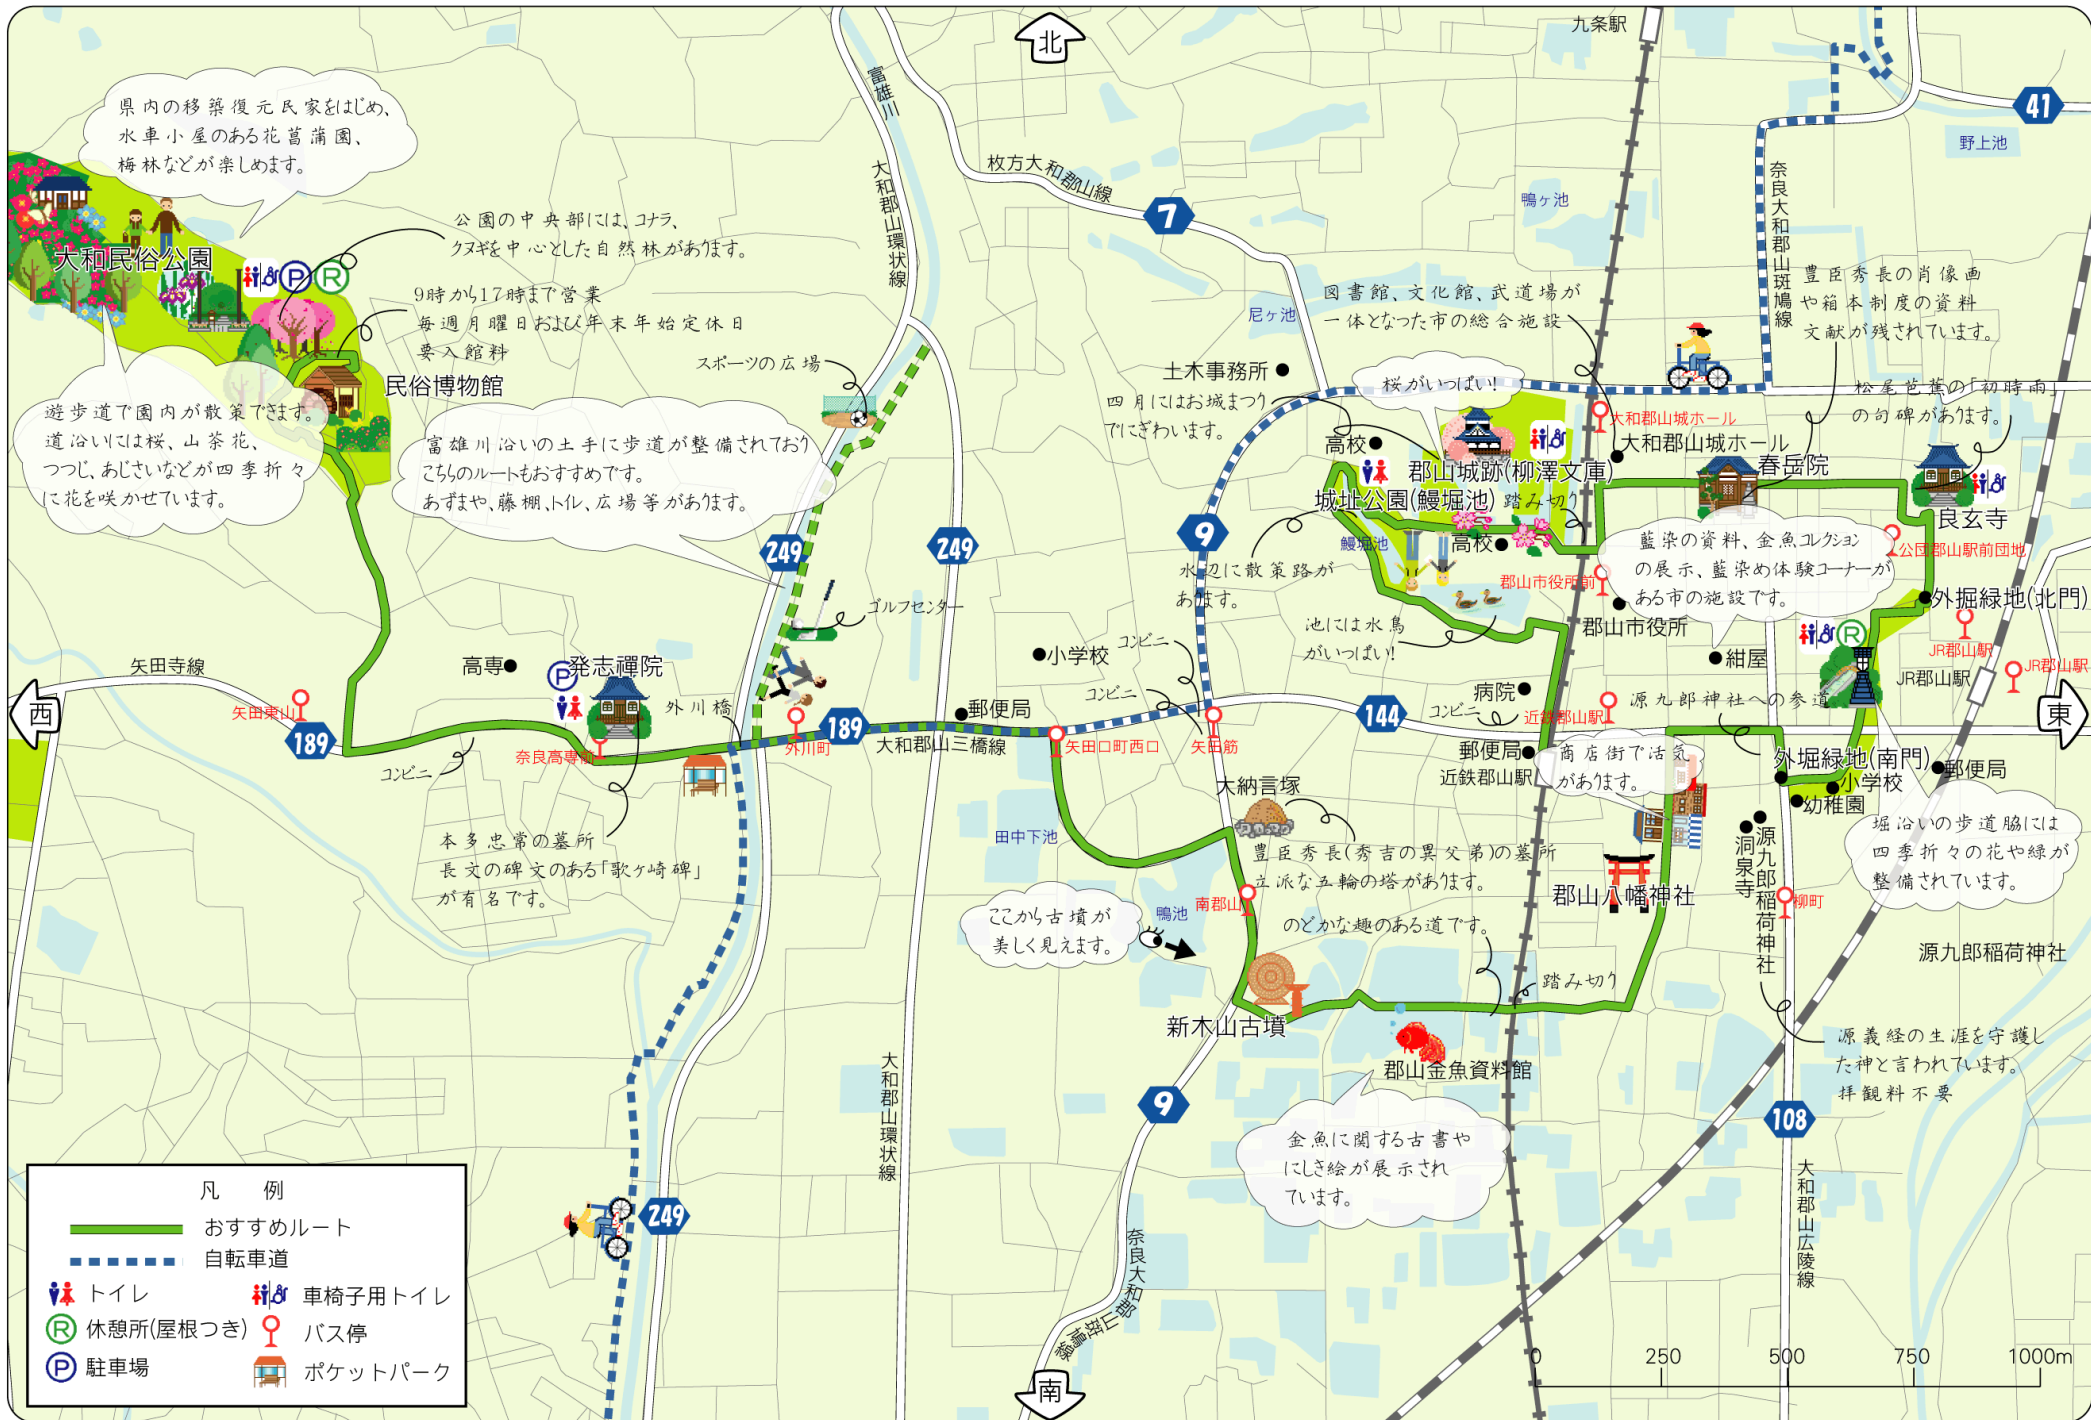 北
九条駅
富雄川
県内の移築復元民家をはじめ、
水車小屋のある花菖蒲園、
梅林などが楽しめます。
41
野上池
大和郡山環状線
枚方大和郡山線
7
鴨ヶ池
奈良大和郡山斑鳩線
公園の中央部には、コナラ、
クヌギを中心とした自然林があります。
大和民俗公園
P
R
9時から17時まで営業
毎週月曜日および年末年始定休日
要入館料
図書館、文化館、武道場が
一体となった市の総合施設
豊臣秀長の肖像画
や箱本制度の資料
文献が残されています。
尼ヶ池
スポーツの広場
土木事務所
四月にはお城まつり
でにぎわいます。
桜がいっぱい!
松尾芭蕉の「初時雨」
の句碑があります。
民俗博物館
遊歩道で園内が散策できます。
道沿いには桜、山茶花、
つつじ、あじさいなどが四季折々
に花を咲かせています。
富雄川沿いの土手に歩道が整備されており
こちらのルートもおすすめです。
あずまや、藤棚、トイレ、広場等があります。
高校
大和郡山城ホール
大和郡山城ホール
郡山城跡(柳澤文庫)
城址公園(鰻堀池)
踏み切り
春岳院
良玄寺
249
249
9
鰻堀池
高校
水辺に散策路が
あります。
郡山市役所前
藍染の資料、金魚コレクション
の展示、藍染め体験コーナーが
ある市の施設です。
公団郡山駅前団地
外堀緑地(北門)
ゴルフセンター
池には水鳥
がいっぱい!
郡山市役所
紺屋
R
JR郡山駅
JR郡山駅
JR郡山駅
矢田寺線
高専
P
発志禪院
小学校
コンビニ
コンビニ
病院
コンビニ
近鉄郡山駅
源九郎神社への参道
西
矢田東山
189
外川橋
外川町
189
郵便局
大和郡山三橋線
矢田口町西口
矢田筋
144
東
コンビニ
奈良高専前
郵便局
近鉄郡山駅
商店街で活気
があります。
外堀緑地(南門)
小学校
幼稚園
郵便局
大納言塚
田中下池
本多忠常の墓所
長文の碑文のある「歌ヶ崎碑」
が有名です。
豊臣秀長(秀吉の異父弟)の墓所
立派な五輪の塔があります。
洞泉寺
源九郎稲荷神社
堀沿いの歩道脇には
四季折々の花や緑が
整備されています。
郡山八幡神社
柳町
南郡山
鴨池
ここから古墳が
美しく見えます。
のどかな趣のある道です。
源九郎稲荷神社
踏み切り
新木山古墳
郡山金魚資料館
源義経の生涯を守護し
た神と言われています。
拝観料不要
大和郡山環状線
9
108
金魚に関する古書や
にしき絵が展示され
ています。
249
奈良大和郡山斑鳩線
大和郡山広陵線
凡 例
おすすめルート
自転車道
トイレ
車椅子用トイレ
R
休憩所(屋根つき)
バス停
P
駐車場
ポケットパーク
0 250 500 750 1000m
南